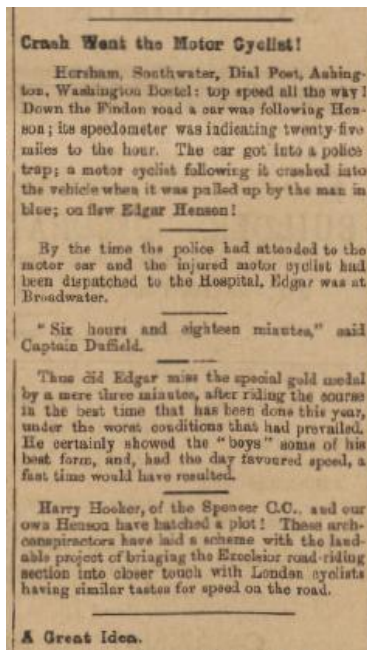 Crash Went the Motor Cyclist!
Horsham, Southwater, Dial Post, Ashing-
ton, Washington Bostel: top speed all the way!
Down the Findon road a car was following Hen-
son; its speedometer was indicating twenty-five
miles to the hour. The car got into a police
trap; a motor cyclist following it crashed into
the vehicle when it was pulled up by the man in
blue; on flew Edgar Henson!
By the time the police had attended to the
motor car and the injured motor cyclist had
been dispatched to the Hospital, Edgar was at
Broadwater.
"Six hours and eighteen minutes," said
Captain Duffield.
Thus did Edgar miss the special gold medal
by a mere three minutes, after riding the course
in the best time that has been done this year,
under the worst conditions that had prevailed.
He certainly showed the "boys" some of his
best form, and, had the day favoured speed, a
fast time would have resulted.
Harry Hooker, of the Spencer C.C., and our
own Henson have hatched a plot! These arch-
conspirators have laid a scheme with the laud-
able project of bringing the Excelsior road-riding
section into closer touch with London cyclists
having similar tastes for speed on the road.
A Great Idea.